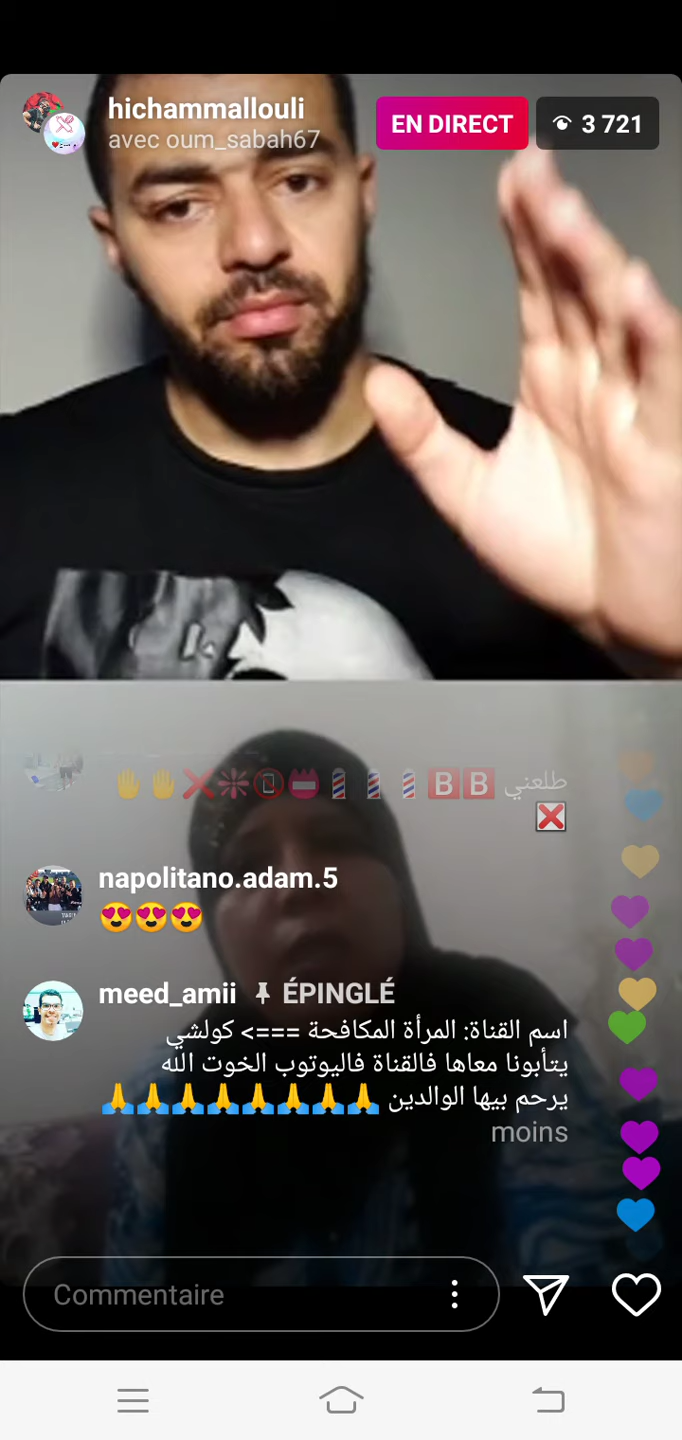 hichammallouli
avec oum_sabah67
EN DIRECT
3 721
طلعني 🅱️🅱️💈💈💈📛📵❇️❌✋✋
❎
napolitano.adam.5
😍😍😍
meed_amii 📌 ÉPINGLÉ
اسم القناة: المرأة المكافحة ===> كولشي
يتأبونا معاها فالقناة فاليوتوب الخوت الله
يرحم بيها الوالدين 🙏🙏🙏🙏🙏🙏🙏🙏
moins
Commentaire